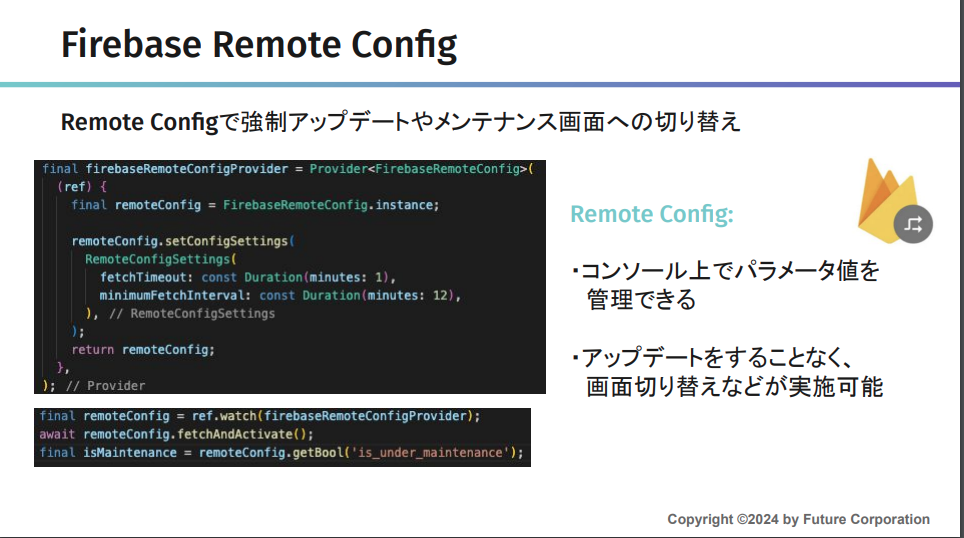 Firebase Remote Config
Remote Configで強制アップデートやメンテナンス画面への切り替え
final firebaseRemoteConfigProvider = Provider<FirebaseRemoteConfig>(
(ref) {
final remoteConfig = FirebaseRemoteConfig.instance;
remoteConfig.setConfigSettings(
RemoteConfigSettings(
fetchTimeout: const Duration(minutes: 1),
minimumFetchInterval: const Duration(minutes: 12),
), // RemoteConfigSettings
);
return remoteConfig;
},
); // Provider
final remoteConfig = ref.watch(firebaseRemoteConfigProvider);
await remoteConfig.fetchAndActivate();
final isMaintenance = remoteConfig.getBool('is_under_maintenance');
Remote Config:
・コンソール上でパラメータ値を
管理できる
・アップデートをすることなく、
画面切り替えなどが実施可能
Copyright ©2024 by Future Corporation